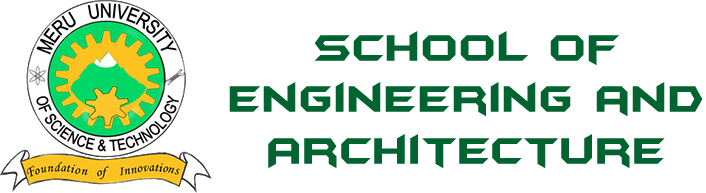 MERU UNIVERSITY
OF SCIENCE & TECHNOLOGY
Foundation of Innovations
SCHOOL OF
ENGINEERING AND
ARCHITECTURE